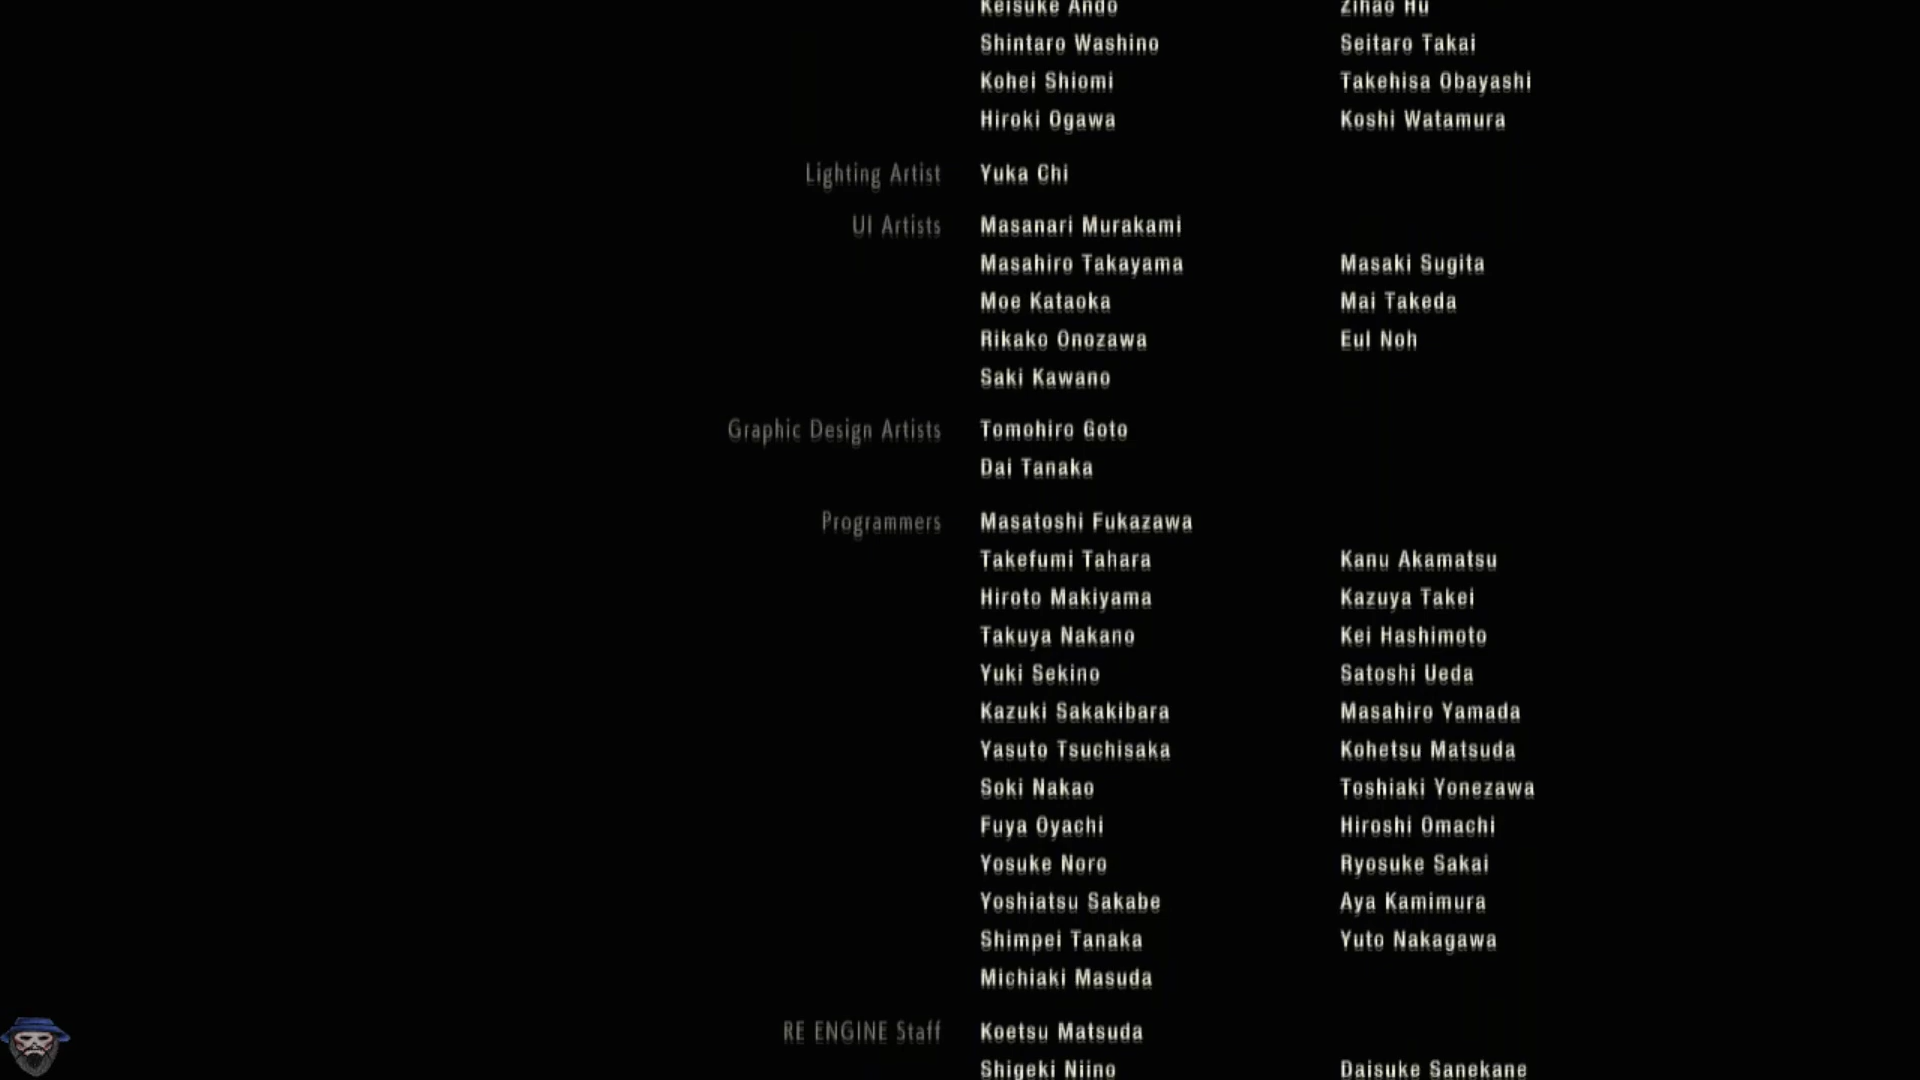 Keisuke Ando Zihao Hu
Shintaro Washino Seitaro Takai
Kohei Shiomi Takehisa Obayashi
Hiroki Ogawa Koshi Watamura
Lighting Artist Yuka Chi
UI Artists Masanari Murakami
Masahiro Takayama Masaki Sugita
Moe Kataoka Mai Takeda
Rikako Onozawa Eul Noh
Saki Kawano
Graphic Design Artists Tomohiro Goto
Dai Tanaka
Programmers Masatoshi Fukazawa
Takefumi Tahara Kanu Akamatsu
Hiroto Makiyama Kazuya Takei
Takuya Nakano Kei Hashimoto
Yuki Sekino Satoshi Ueda
Kazuki Sakakibara Masahiro Yamada
Yasuto Tsuchisaka Kohetsu Matsuda
Soki Nakao Toshiaki Yonezawa
Fuya Oyachi Hiroshi Omachi
Yosuke Noro Ryosuke Sakai
Yoshiatsu Sakabe Aya Kamimura
Shimpei Tanaka Yuto Nakagawa
Michiaki Masuda
RE ENGINE Staff Koetsu Matsuda
Shigeki Niino Daisuke Sanekane